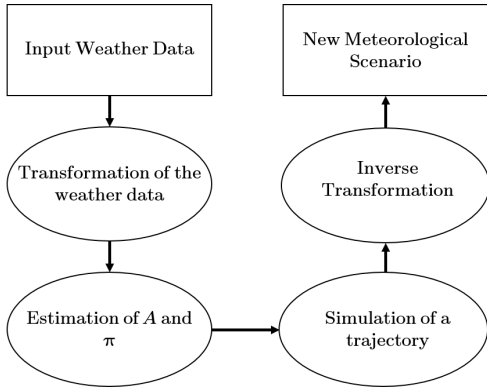 Input Weather Data
Transformation of the
weather data
Estimation of A and
π
Simulation of a
trajectory
Inverse
Transformation
New Meteorological
Scenario